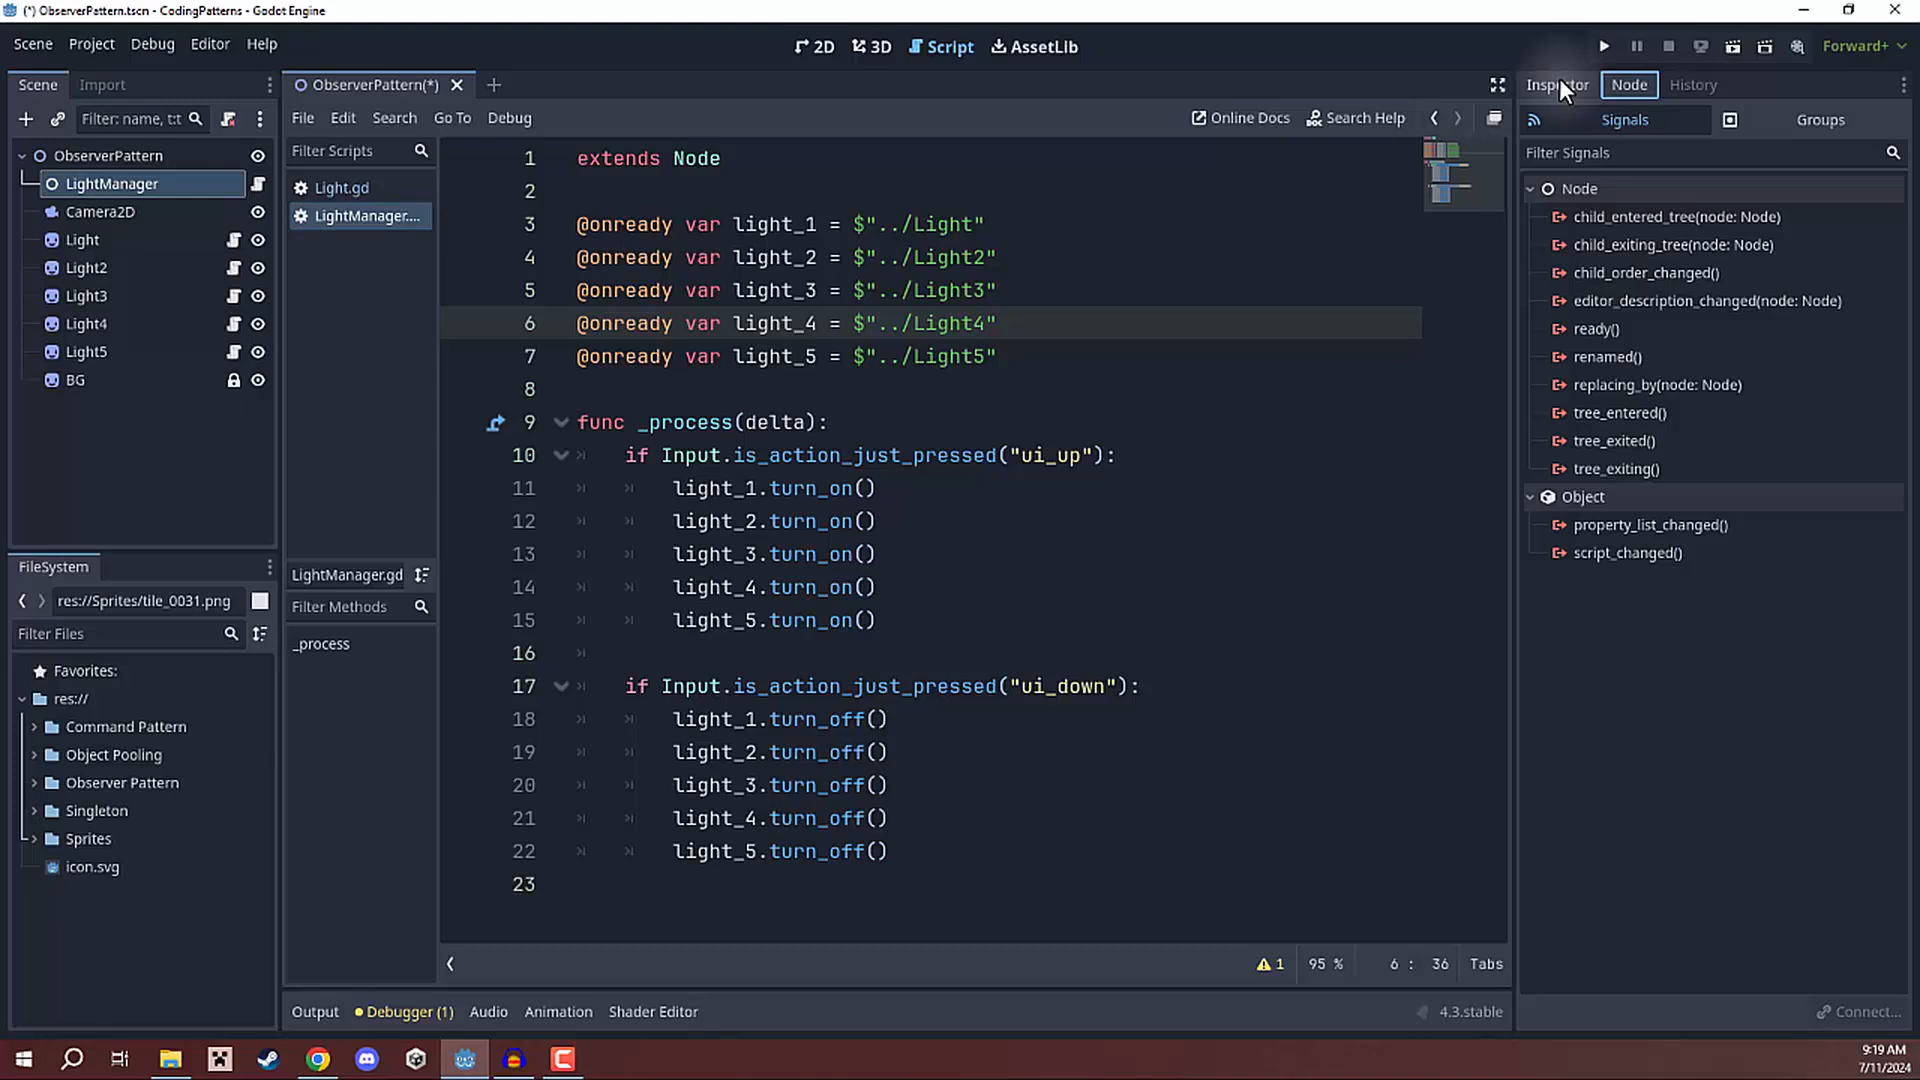 (*) ObserverPattern.tscn - CodingPatterns - Godot Engine
Scene Project Debug Editor Help
2D 3D Script AssetLib
Forward+
Scene Import
Filter: name, t:t
ObserverPattern
LightManager
Camera2D
Light
Light2
Light3
Light4
Light5
BG
FileSystem
res://Sprites/tile_0031.png
Filter Files
Favorites:
res://
Command Pattern
Object Pooling
Observer Pattern
Singleton
Sprites
icon.svg
ObserverPattern(*)
File Edit Search Go To Debug
Online Docs Search Help
Filter Scripts
Light.gd
LightManager....
LightManager.gd
Filter Methods
_process
1 extends Node
2
3 @onready var light_1 = $"../Light"
4 @onready var light_2 = $"../Light2"
5 @onready var light_3 = $"../Light3"
6 @onready var light_4 = $"../Light4"
7 @onready var light_5 = $"../Light5"
8
9 func _process(delta):
10 if Input.is_action_just_pressed("ui_up"):
11 light_1.turn_on()
12 light_2.turn_on()
13 light_3.turn_on()
14 light_4.turn_on()
15 light_5.turn_on()
16
17 if Input.is_action_just_pressed("ui_down"):
18 light_1.turn_off()
19 light_2.turn_off()
20 light_3.turn_off()
21 light_4.turn_off()
22 light_5.turn_off()
23
1 95 % 6 : 36 Tabs
Output Debugger (1) Audio Animation Shader Editor
4.3.stable
Inspector Node History
Signals Groups
Filter Signals
Node
child_entered_tree(node: Node)
child_exiting_tree(node: Node)
child_order_changed()
editor_description_changed(node: Node)
ready()
renamed()
replacing_by(node: Node)
tree_entered()
tree_exited()
tree_exiting()
Object
property_list_changed()
script_changed()
Connect...
9:19 AM
7/11/2024